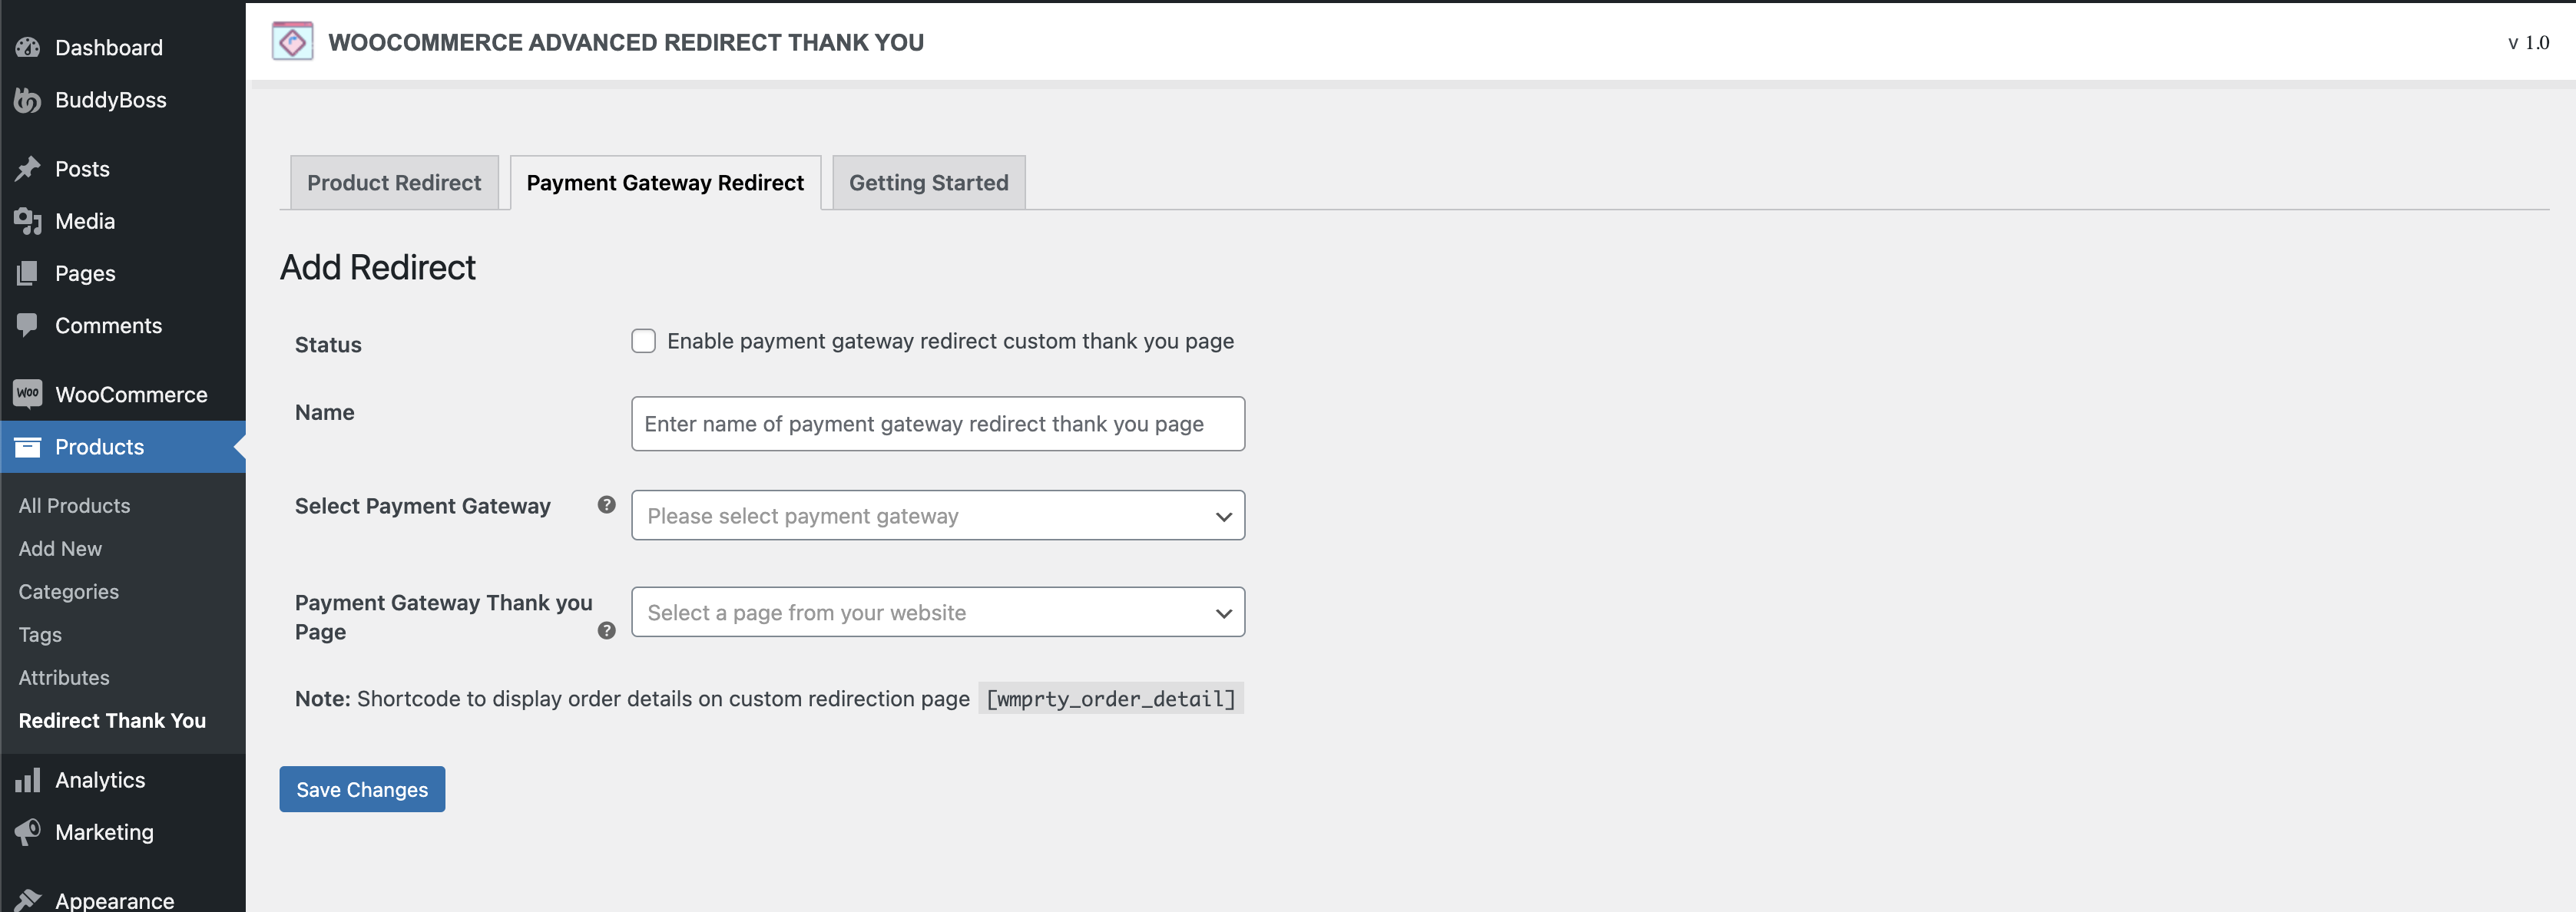 Dashboard
BuddyBoss
Posts
Media
Pages
Comments
woo WooCommerce
Products
All Products
Add New
Categories
Tags
Attributes
Redirect Thank You
Analytics
Marketing
Appearance
WOOCOMMERCE ADVANCED REDIRECT THANK YOU
v 1.0
Product Redirect
Payment Gateway Redirect
Getting Started
Add Redirect
Status
Enable payment gateway redirect custom thank you page
Name
Enter name of payment gateway redirect thank you page
Select Payment Gateway ?
Please select payment gateway
Payment Gateway Thank you
Page ?
Select a page from your website
Note: Shortcode to display order details on custom redirection page [wmprty_order_detail]
Save Changes